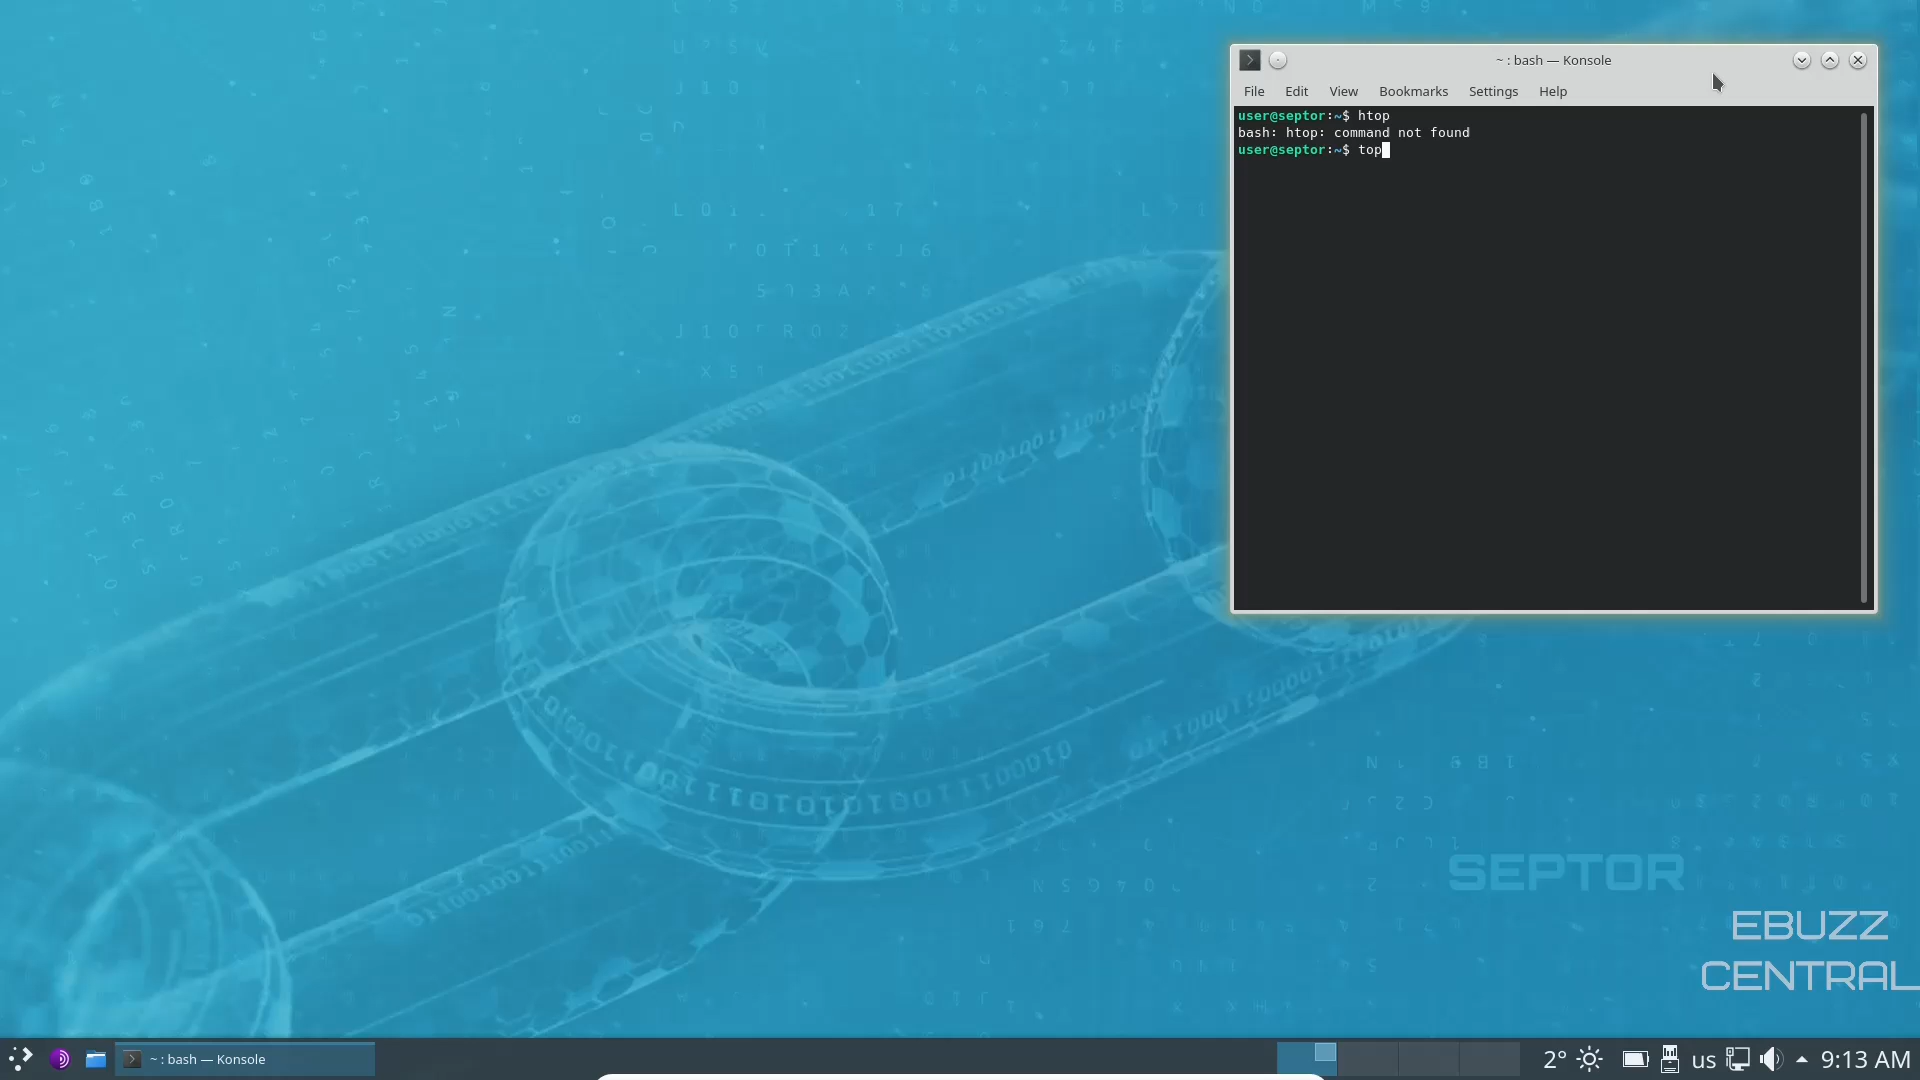 ~ : bash — Konsole
File Edit View Bookmarks Settings Help
user@septor:~$ htop
bash: htop: command not found
user@septor:~$ top
SEPTOR
EBUZZ
CENTRAL
~ : bash — Konsole
2° us 9:13 AM